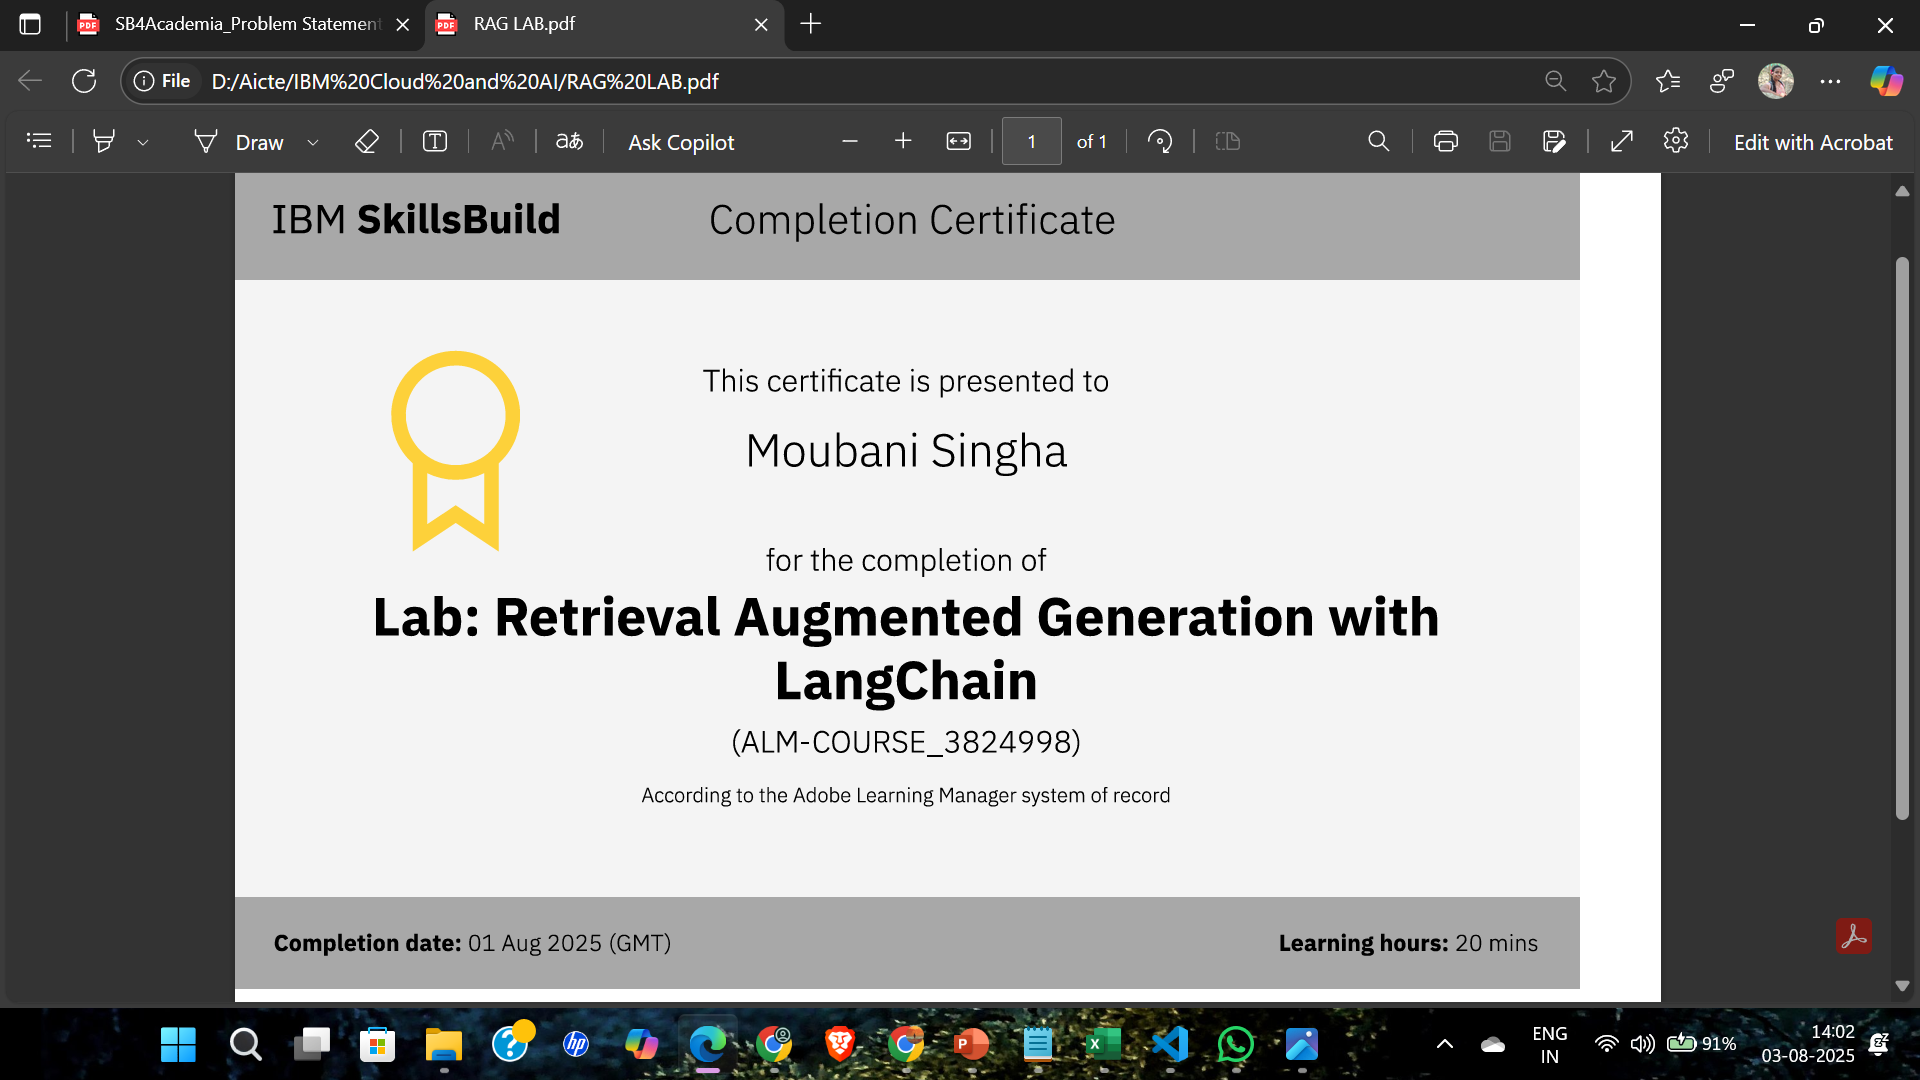 SB4Academia_Problem Statement
RAG LAB.pdf
File
D:/Aicte/IBM%20Cloud%20and%20AI/RAG%20LAB.pdf
Draw
Ask Copilot
1
of 1
Edit with Acrobat
IBM SkillsBuild
Completion Certificate
This certificate is presented to
Moubani Singha
for the completion of
Lab: Retrieval Augmented Generation with
LangChain
(ALM-COURSE_3824998)
According to the Adobe Learning Manager system of record
Completion date: 01 Aug 2025 (GMT)
Learning hours: 20 mins
ENG
IN
91%
14:02
03-08-2025